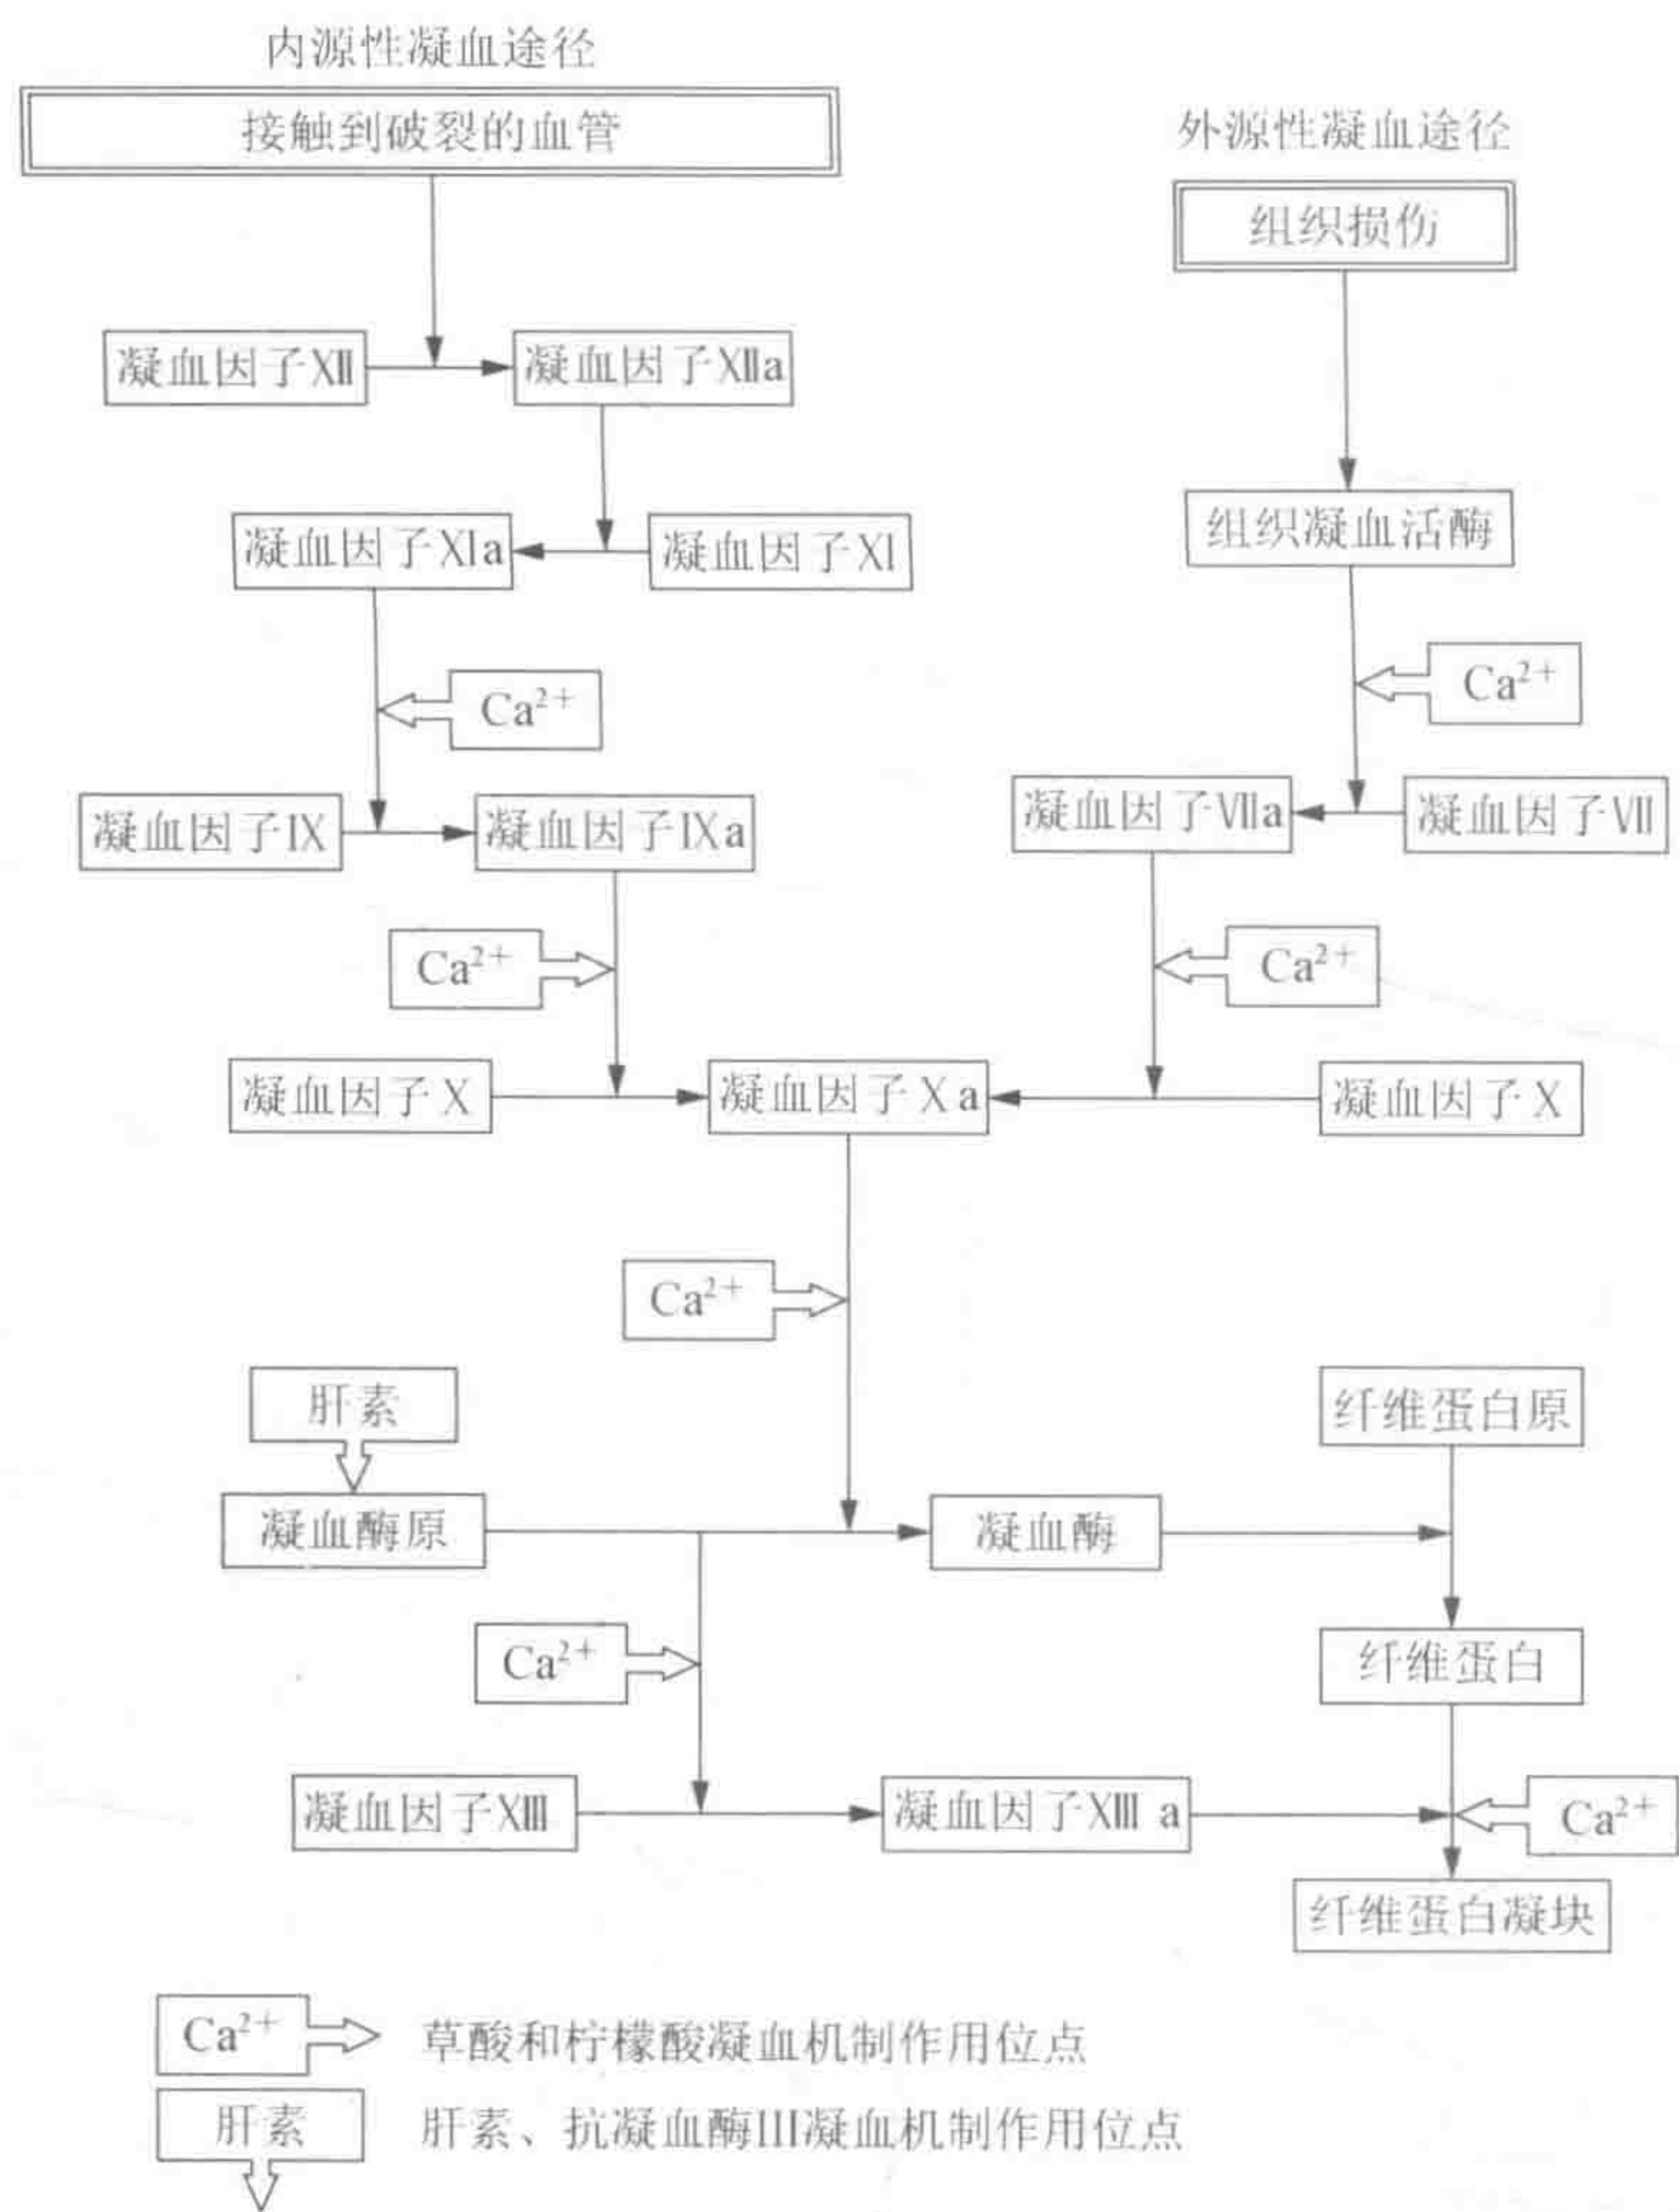 内源性凝血途径
接触到破裂的血管
外源性凝血途径
组织损伤
凝血因子Ⅻ
凝血因子Ⅻa
凝血因子Ⅺa
凝血因子Ⅺ
组织凝血活酶
Ca²⁺
Ca²⁺
凝血因子Ⅸ
凝血因子Ⅸa
凝血因子Ⅶa
凝血因子Ⅶ
Ca²⁺
Ca²⁺
凝血因子Ⅹ
凝血因子Ⅹa
凝血因子Ⅹ
Ca²⁺
肝素
纤维蛋白原
凝血酶原
凝血酶
Ca²⁺
纤维蛋白
凝血因子XIII
凝血因子XIII a
Ca²⁺
纤维蛋白凝块
Ca²⁺
草酸和柠檬酸凝血机制作用位点
肝素
肝素、抗凝血酶III凝血机制作用位点